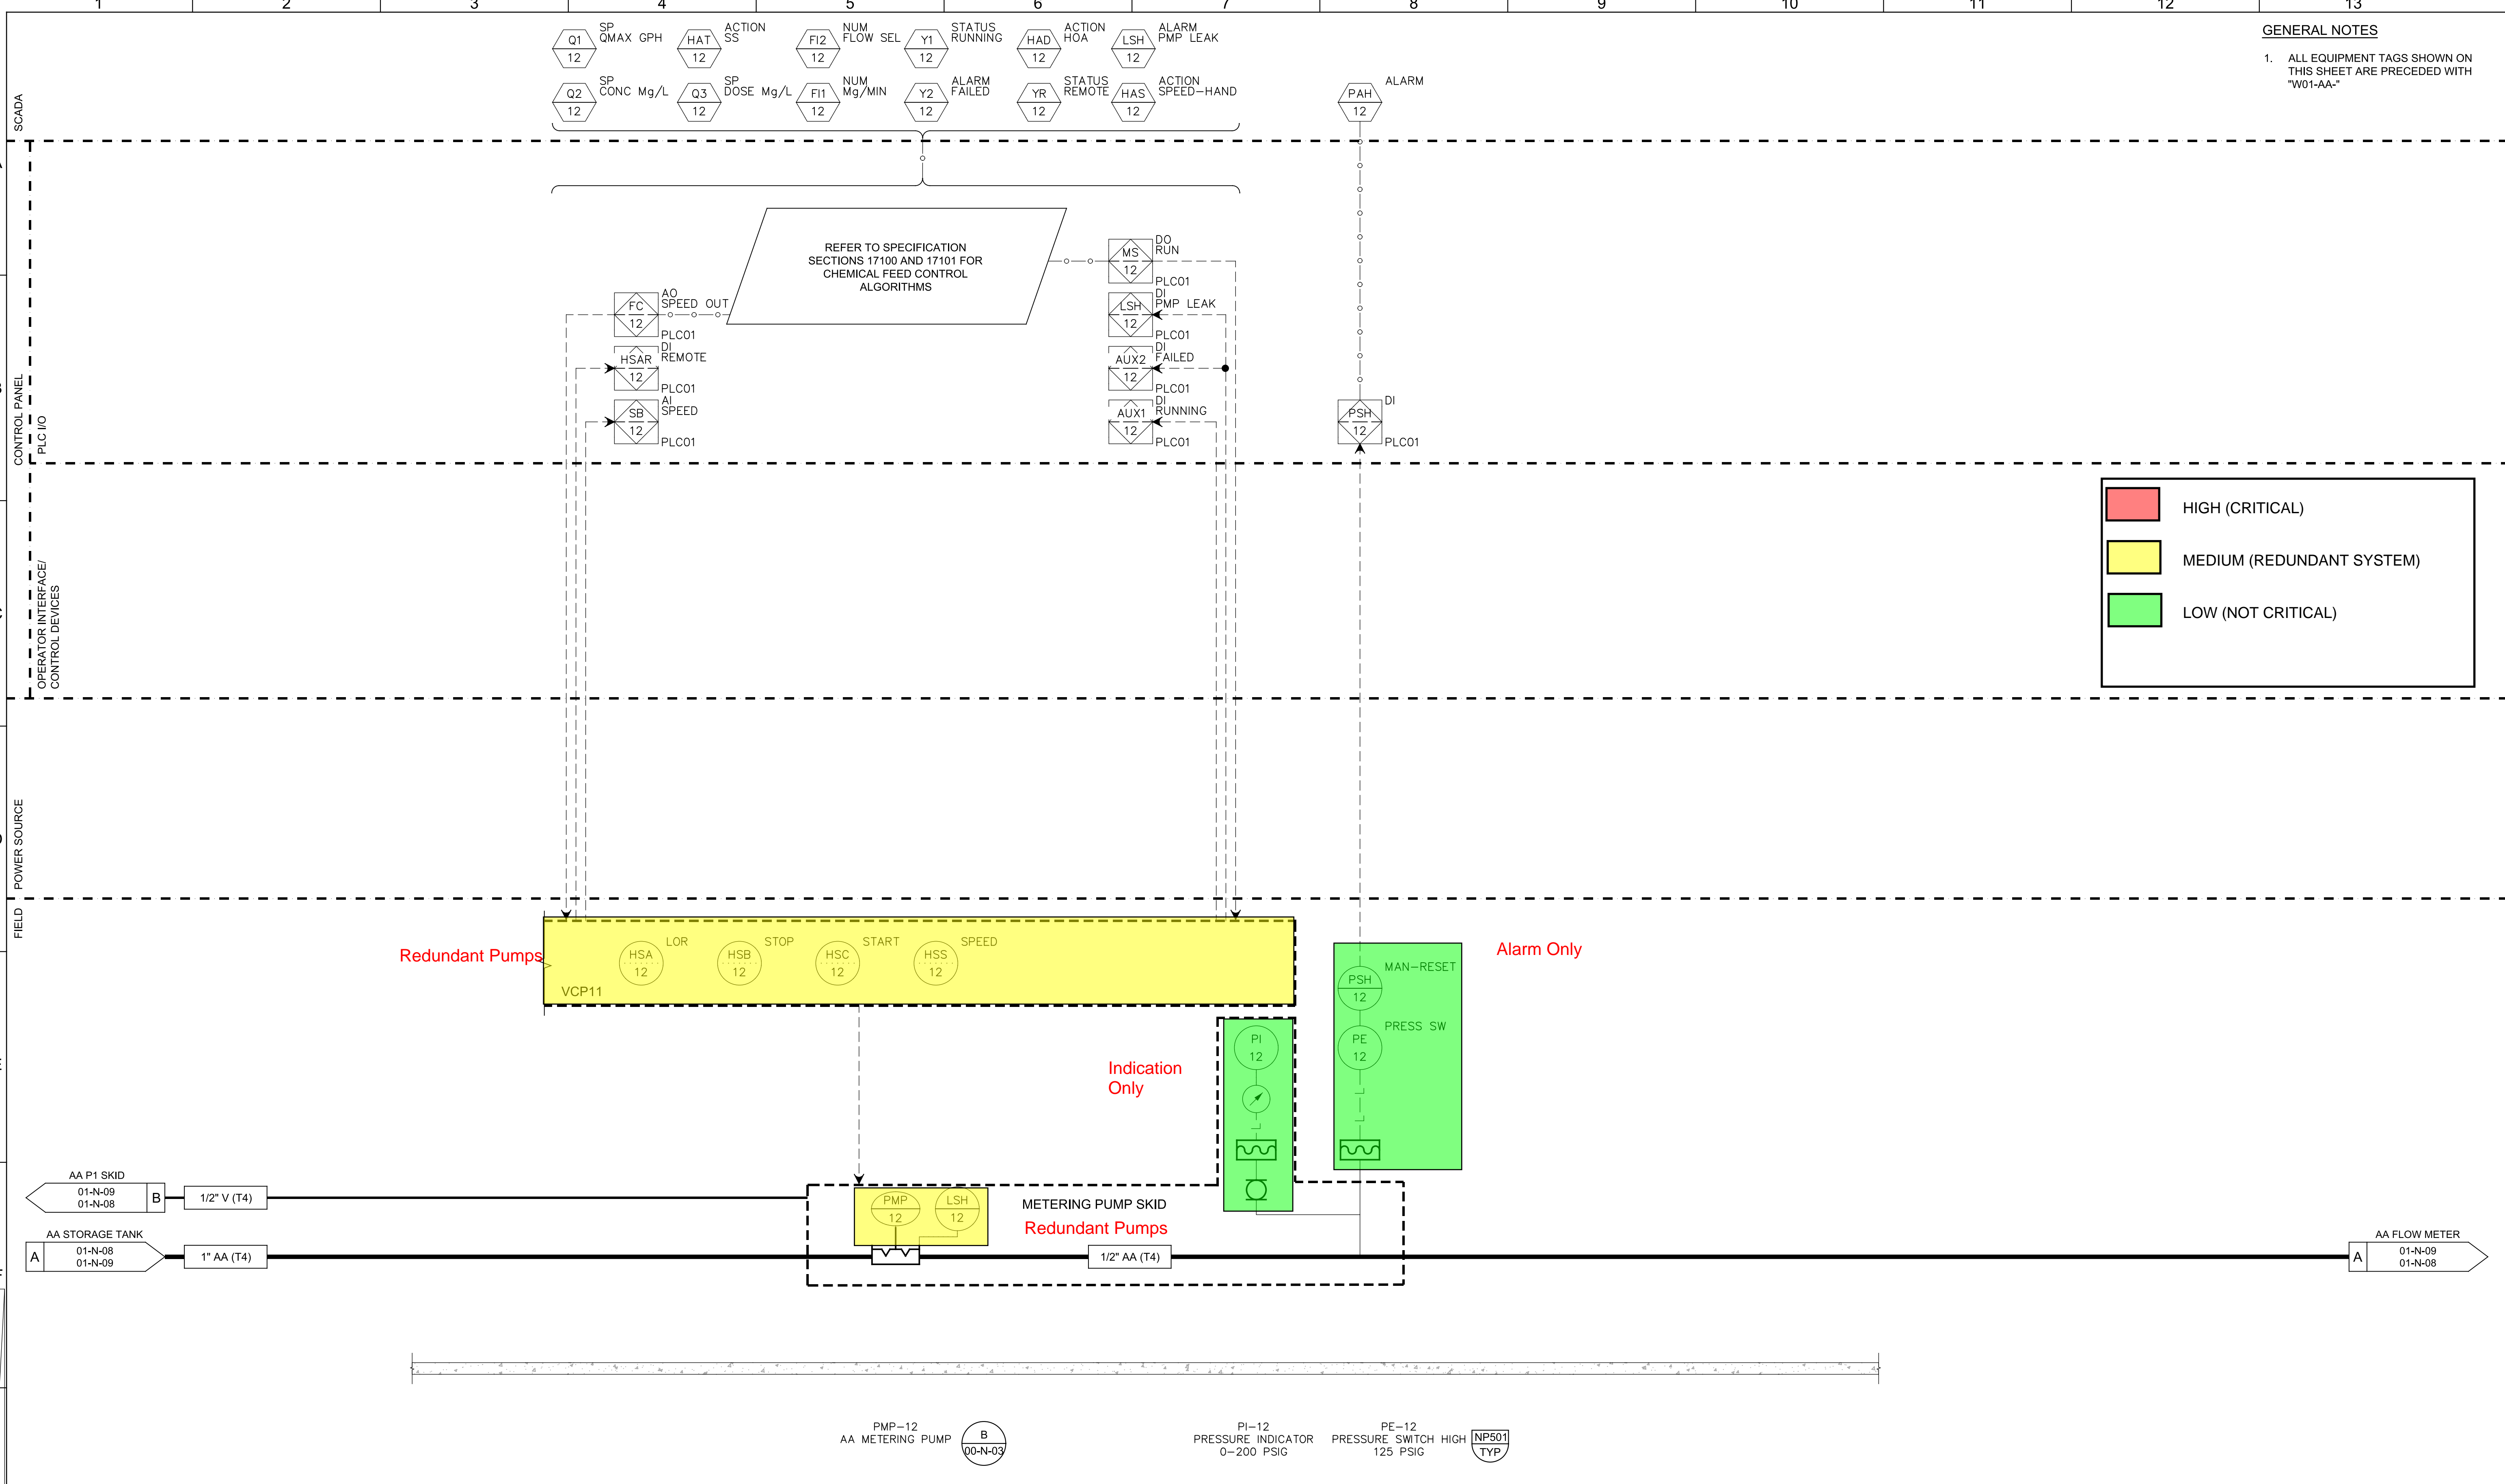 1 2 3 4 5 6 7 8 9 10 11 12 13
GENERAL NOTES
1. ALL EQUIPMENT TAGS SHOWN ON
THIS SHEET ARE PRECEDED WITH
"W01-AA-"
SCADA
Q1
12
SP
QMAX GPH
HAT
12
ACTION
SS
FI2
12
NUM
FLOW SEL
Y1
12
STATUS
RUNNING
HAD
12
ACTION
HOA
LSH
12
ALARM
PMP LEAK
Q2
12
SP
CONC Mg/L
Q3
12
SP
DOSE Mg/L
FI1
12
NUM
Mg/MIN
Y2
12
ALARM
FAILED
YR
12
STATUS
REMOTE
HAS
12
ACTION
SPEED-HAND
PAH
12
ALARM
CONTROL PANEL
PLC I/O
REFER TO SPECIFICATION
SECTIONS 17100 AND 17101 FOR
CHEMICAL FEED CONTROL
ALGORITHMS
FC
12
AO
SPEED OUT
PLC01
HSAR
12
DI
REMOTE
PLC01
SB
12
AI
SPEED
PLC01
MS
12
DO
RUN
PLC01
LSH
12
DI
PMP LEAK
PLC01
AUX2
12
DI
FAILED
PLC01
AUX1
12
DI
RUNNING
PLC01
PSH
12
DI
PLC01
OPERATOR INTERFACE/
CONTROL DEVICES
HIGH (CRITICAL)
MEDIUM (REDUNDANT SYSTEM)
LOW (NOT CRITICAL)
POWER SOURCE
FIELD
Redundant Pumps
HSA
12
LOR
HSB
12
STOP
HSC
12
START
HSS
12
SPEED
VCP11
Alarm Only
PSH
12
MAN-RESET
PE
12
PRESS SW
PI
12
Indication
Only
AA P1 SKID
01-N-09
01-N-08
B
1/2" V (T4)
PMP
12
LSH
12
METERING PUMP SKID
Redundant Pumps
AA STORAGE TANK
A
01-N-08
01-N-09
1" AA (T4)
1/2" AA (T4)
AA FLOW METER
A
01-N-09
01-N-08
PMP-12
AA METERING PUMP
B
00-N-03
PI-12
PRESSURE INDICATOR
0-200 PSIG
PE-12
PRESSURE SWITCH HIGH
125 PSIG
NP501
TYP